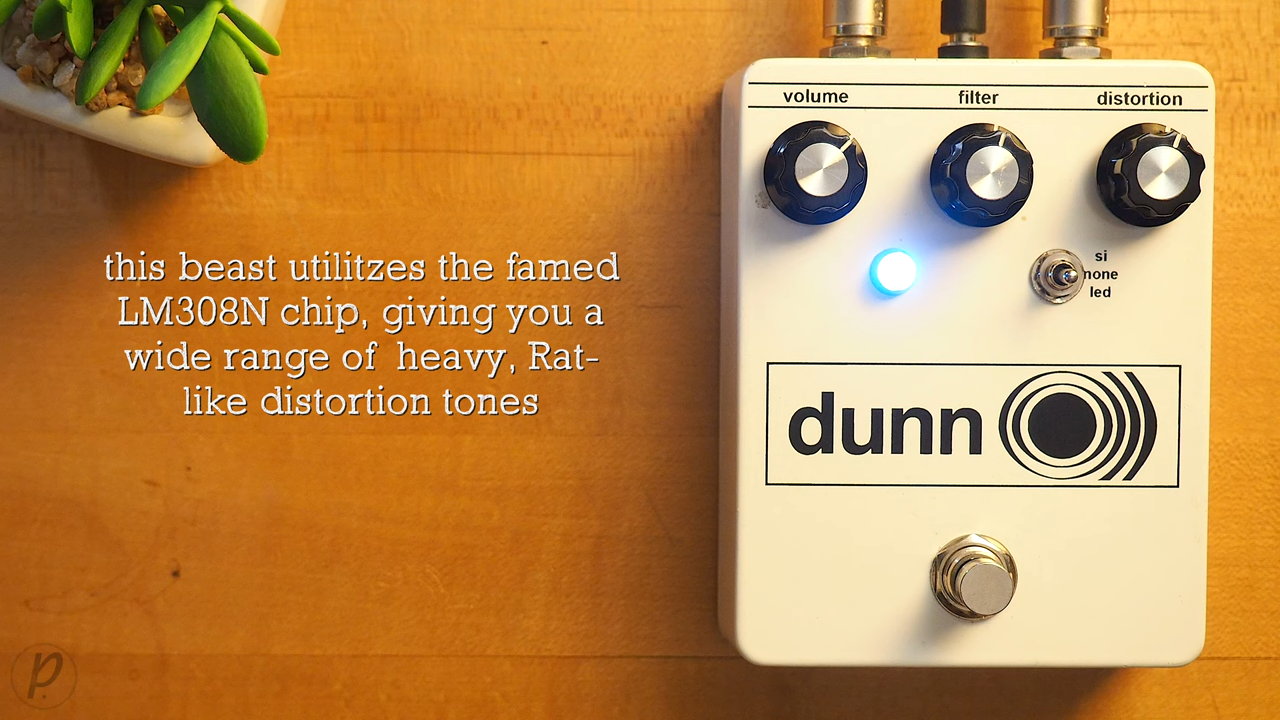 this beast utilitzes the famed
LM308N chip, giving you a
wide range of heavy, Rat-
like distortion tones
volume filter distortion
si
none
led
dunn
p